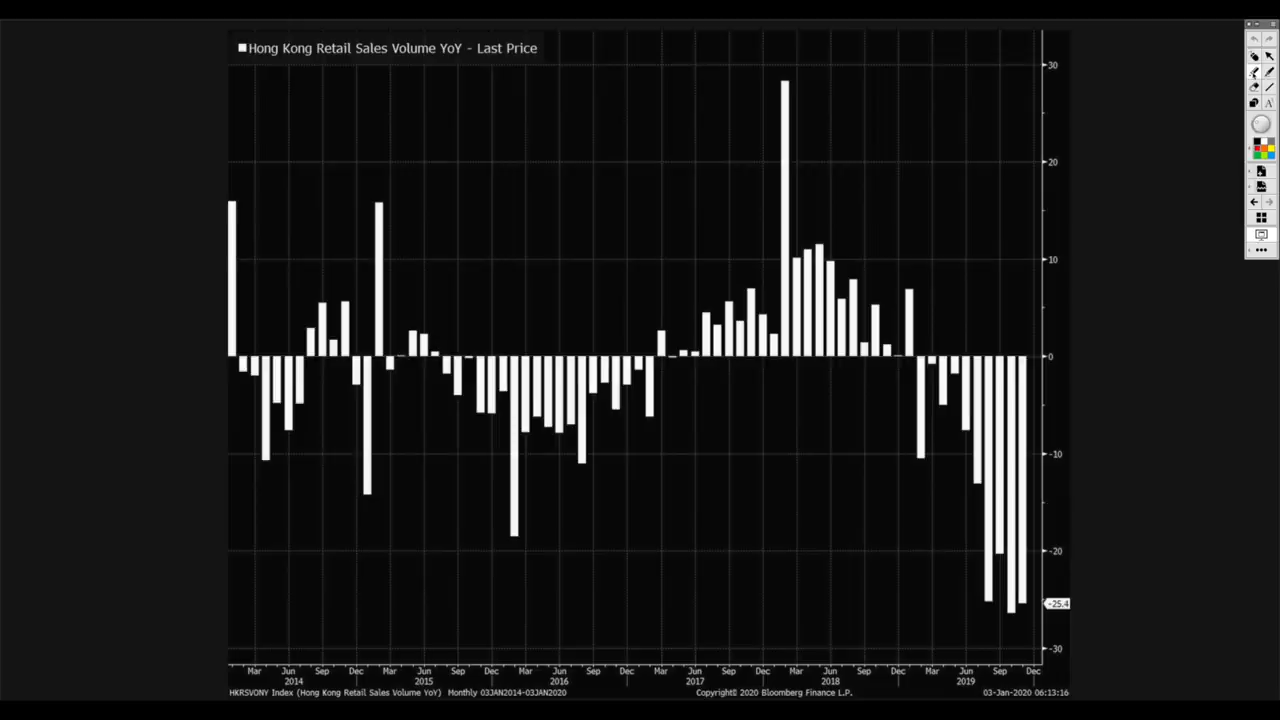 Hong Kong Retail Sales Volume YoY - Last Price
30
20
10
0
-10
-20
-25.4
-30
Mar Jun Sep Dec Mar Jun Sep Dec Mar Jun Sep Dec Mar Jun Sep Dec Mar Jun Sep Dec Mar Jun Sep Dec
2014 2015 2016 2017 2018 2019
HKRSVONY Index (Hong Kong Retail Sales Volume YoY) Monthly 03JAN2014-03JAN2020 Copyright© 2020 Bloomberg Finance L.P. 03-Jan-2020 06:13:16